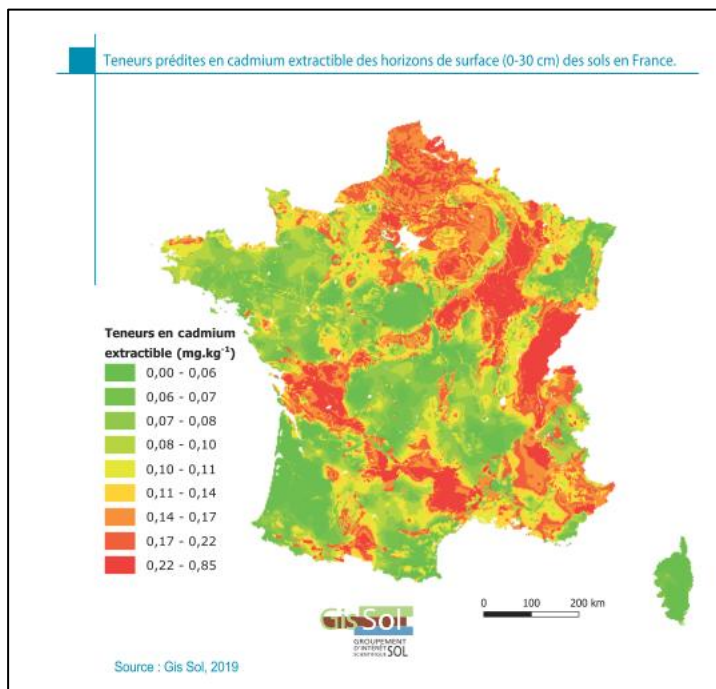 Teneurs prédites en cadmium extractible des horizons de surface (0-30 cm) des sols en France.
Teneurs en cadmium
extractible (mg.kg⁻¹)
0,00 - 0,06
0,06 - 0,07
0,07 - 0,08
0,08 - 0,10
0,10 - 0,11
0,11 - 0,14
0,14 - 0,17
0,17 - 0,22
0,22 - 0,85
0 100 200 km
Gis Sol
GROUPEMENT
D'INTÉRÊT
SCIENTIFIQUE SOL
Source : Gis Sol, 2019